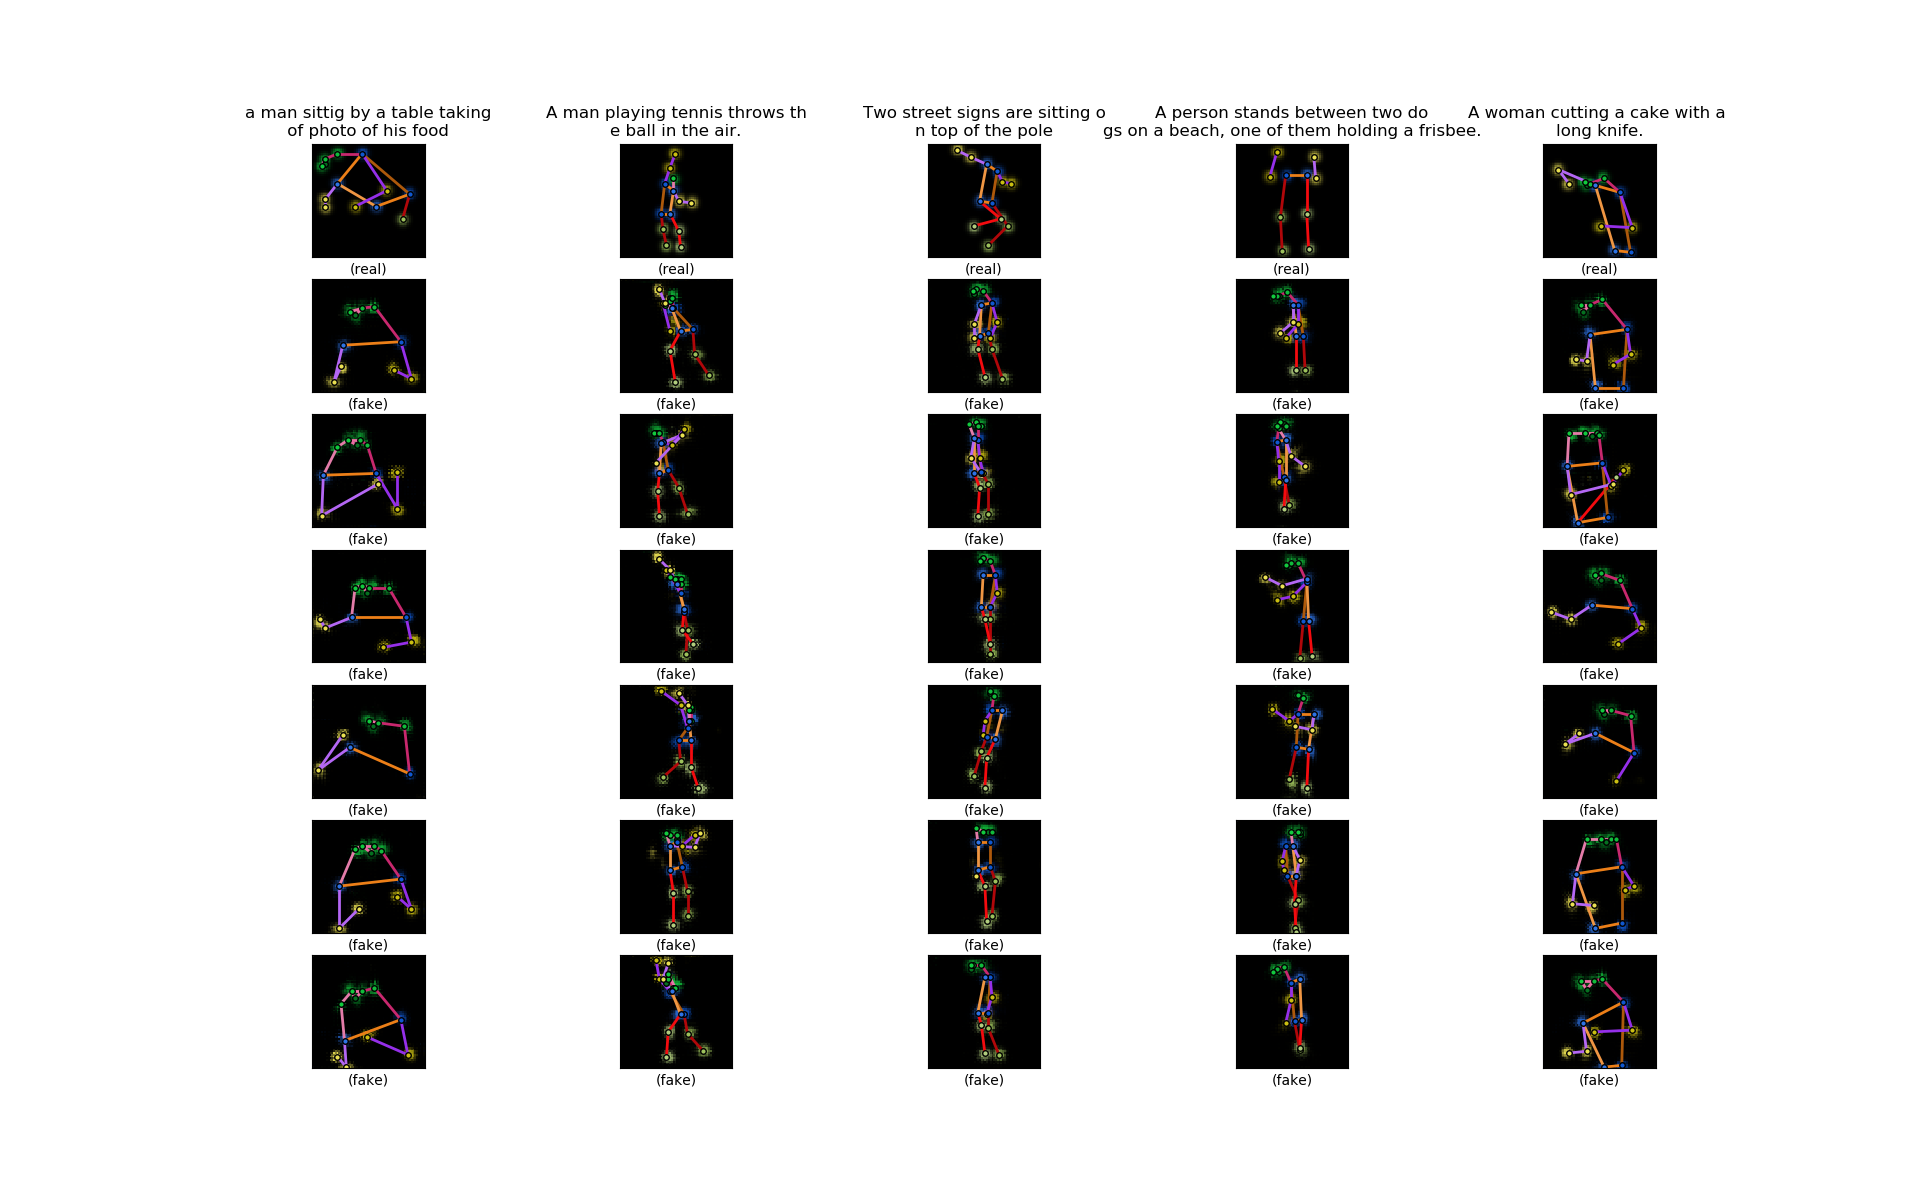 a man sittig by a table taking
of photo of his food
A man playing tennis throws th
e ball in the air.
Two street signs are sitting o
n top of the pole
A person stands between two do
gs on a beach, one of them holding a frisbee.
A woman cutting a cake with a
long knife.
(real) (real) (real) (real) (real)
(fake) (fake) (fake) (fake) (fake)
(fake) (fake) (fake) (fake) (fake)
(fake) (fake) (fake) (fake) (fake)
(fake) (fake) (fake) (fake) (fake)
(fake) (fake) (fake) (fake) (fake)
(fake) (fake) (fake) (fake) (fake)